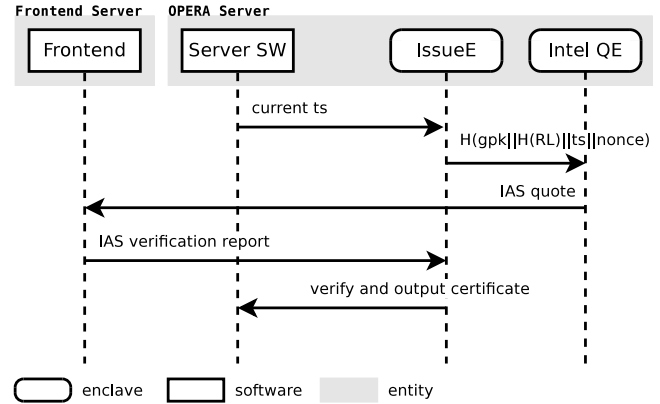 Frontend Server OPERA Server
Frontend Server SW IssueE Intel QE
current ts
H(gpk||H(RL)||ts||nonce)
IAS quote
IAS verification report
verify and output certificate
enclave software entity